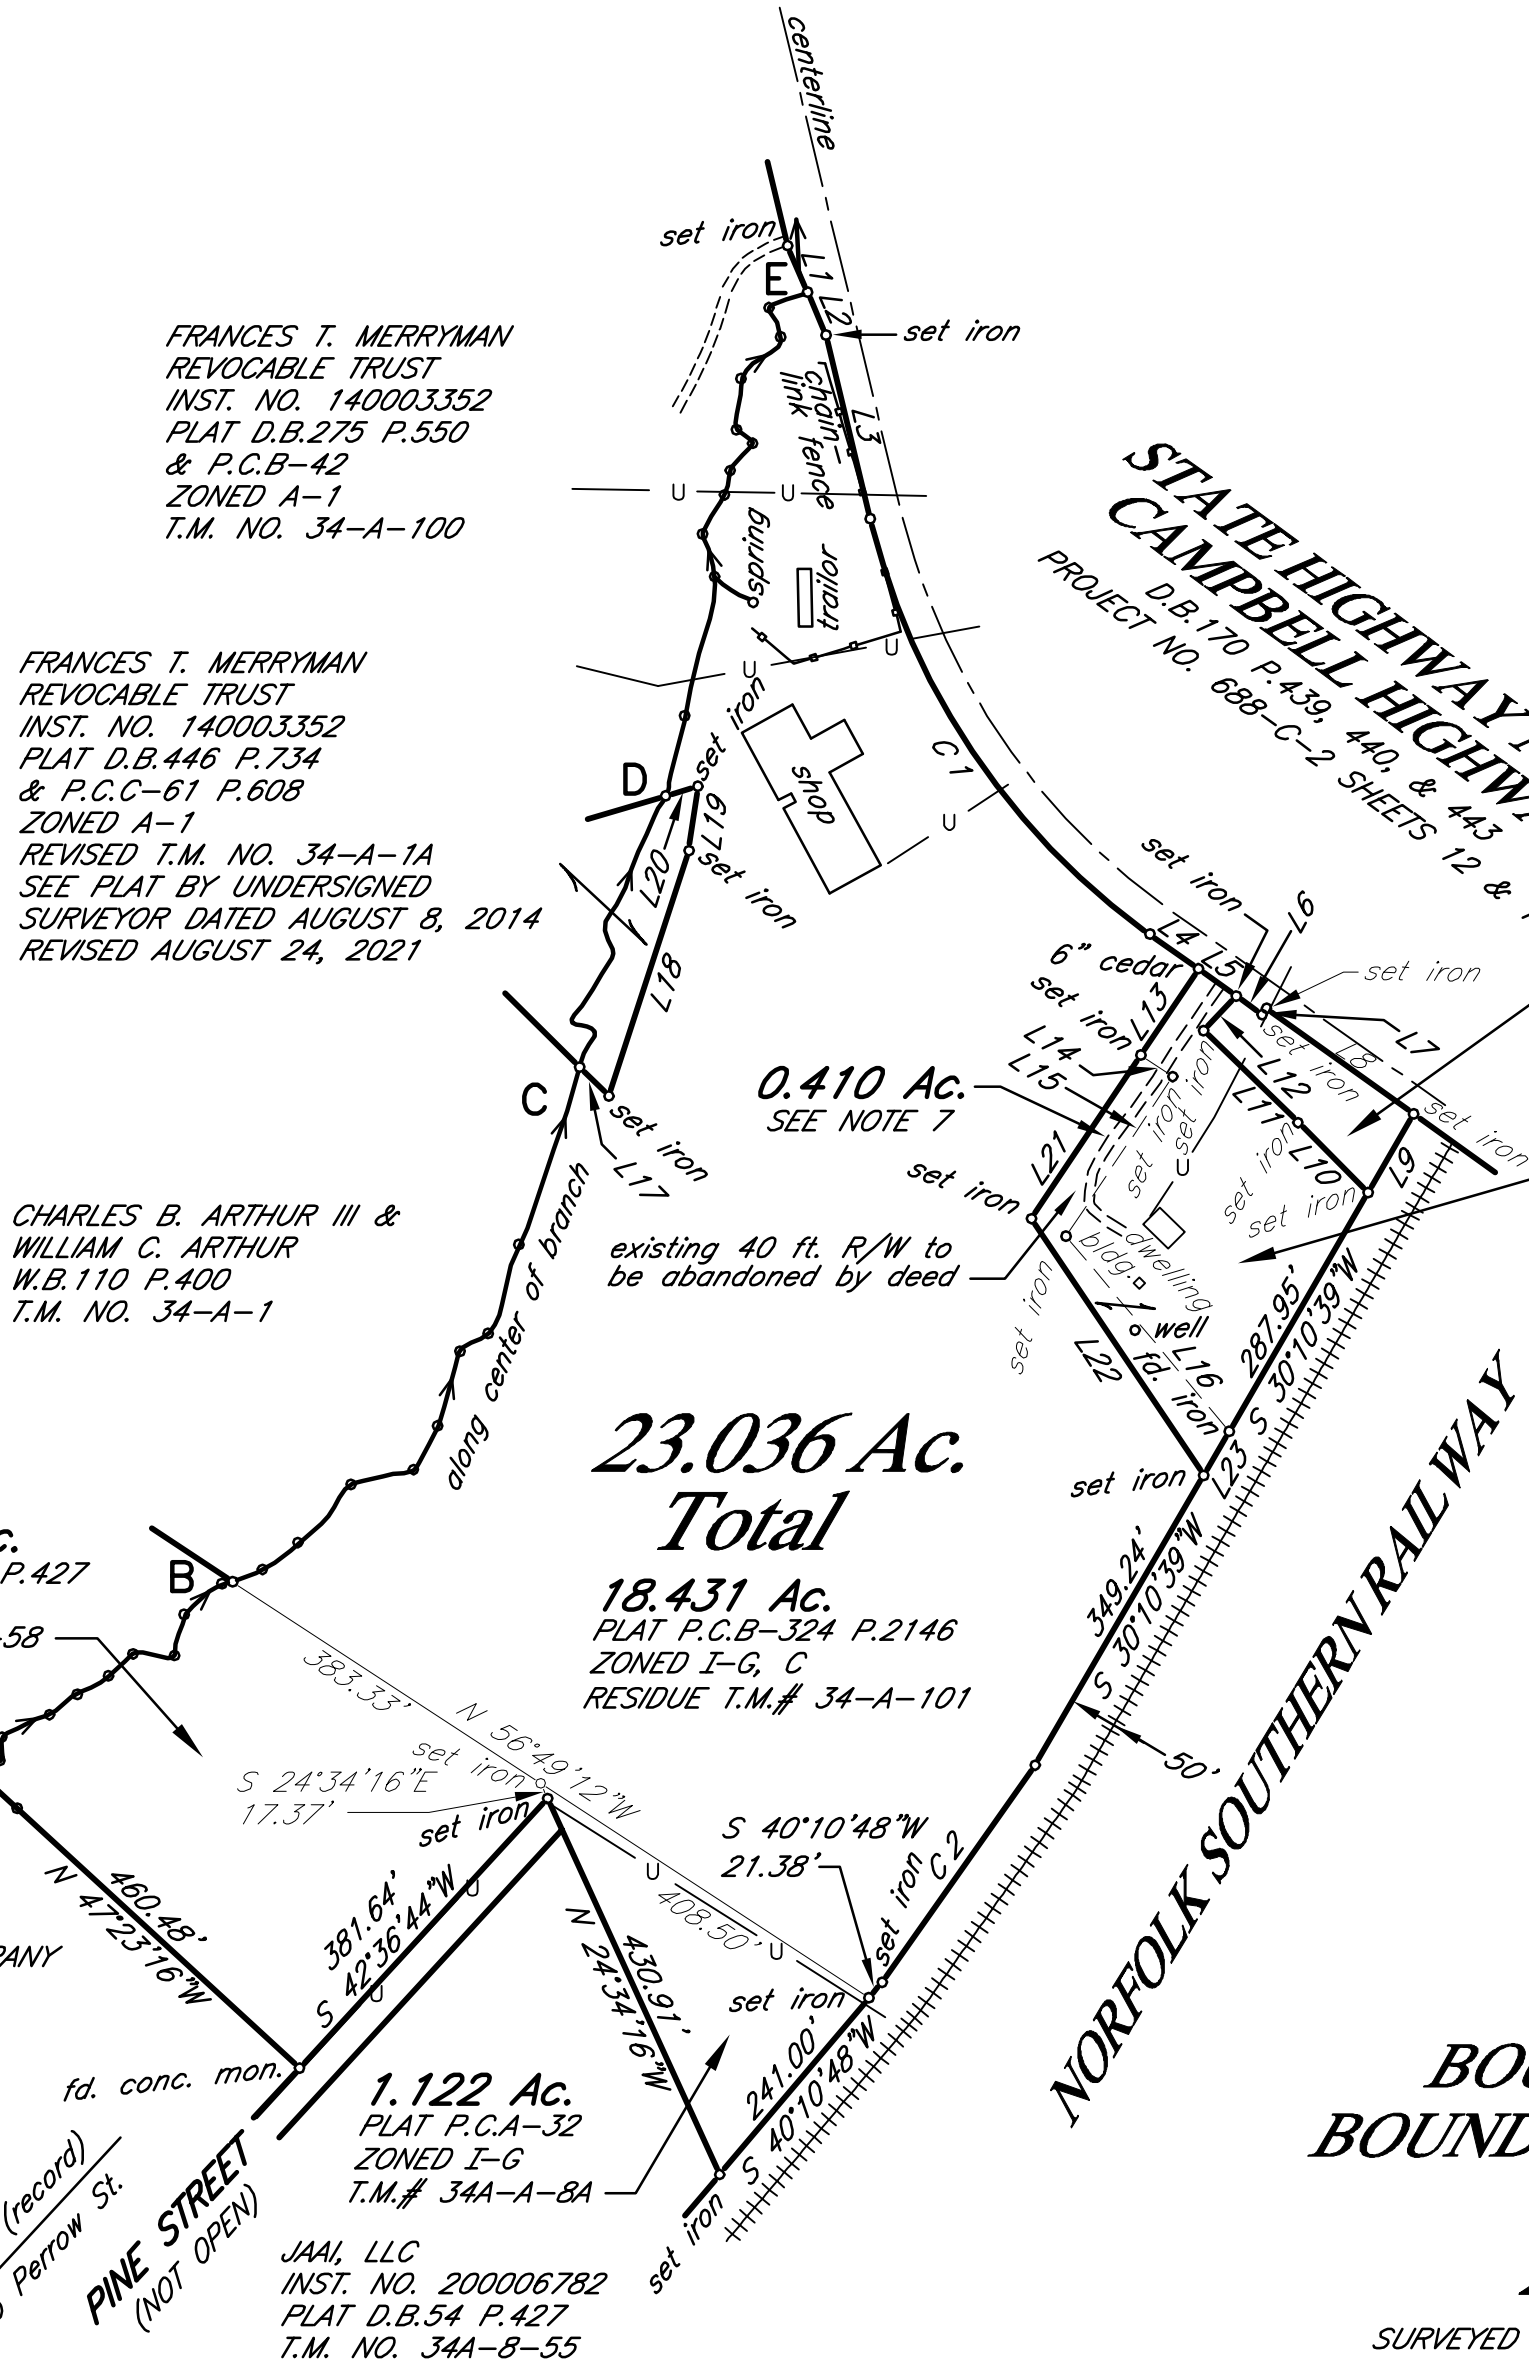 centerline
set iron
E
L1
L2
set iron
L3
chain-
link fence
FRANCES T. MERRYMAN
REVOCABLE TRUST
INST. NO. 140003352
PLAT D.B.275 P.550
& P.C.B-42
ZONED A-1
T.M. NO. 34-A-100
U
U
spring
trailor
U
U
STATE HIGHWAY
CAMPBELL HIGHWA
D.B.170 P.439, 440, & 443
PROJECT NO. 688-C-2 SHEETS 12 &
FRANCES T. MERRYMAN
REVOCABLE TRUST
INST. NO. 140003352
PLAT D.B.446 P.734
& P.C.C-61 P.608
ZONED A-1
REVISED T.M. NO. 34-A-1A
SEE PLAT BY UNDERSIGNED
SURVEYOR DATED AUGUST 8, 2014
REVISED AUGUST 24, 2021
D
set iron
L19
L20
set iron
shop
C 1
U
L18
C
set iron
L17
set iron
L4
L5
L6
6" cedar
set iron
L13
set iron
L7
L8
set iron
L14
L15
L12
L11
L10
set iron
set iron
set iron
set iron
set iron
set iron
L9
0.410 Ac.
SEE NOTE 7
L21
set iron
U
existing 40 ft. R/W to
be abandoned by deed
bldg.
dwelling
set iron
well
L16
fd. iron
L22
287.95'
S 30°10'39"W
CHARLES B. ARTHUR III &
WILLIAM C. ARTHUR
W.B.110 P.400
T.M. NO. 34-A-1
along center of branch
23.036 Ac.
Total
18.431 Ac.
PLAT P.C.B-324 P.2146
ZONED I-G, C
RESIDUE T.M.# 34-A-101
set iron
L23
349.24'
S 30°10'39"W
50'
NORFOLK SOUTHERN RAILWAY
c.
P.427
-58
B
383.33'
N 56°49'12"W
set iron
S 24°34'16"E
17.37'
set iron
S 40°10'48"W
21.38'
set iron
C 2
U
408.50'
U
460.48'
N 47°23'16"W
381.64'
S 42°36'44"W
U
U
430.91'
N 24°34'16"W
set iron
241.00'
S 40°10'48"W
PANY
fd. conc. mon.
1.122 Ac.
PLAT P.C.A-32
ZONED I-G
T.M.# 34A-A-8A
set iron
(record)
Perrow St.
PINE STREET
(NOT OPEN)
JAAI, LLC
INST. NO. 200006782
PLAT D.B.54 P.427
T.M. NO. 34A-8-55
BOU
BOUND
SURVEYED